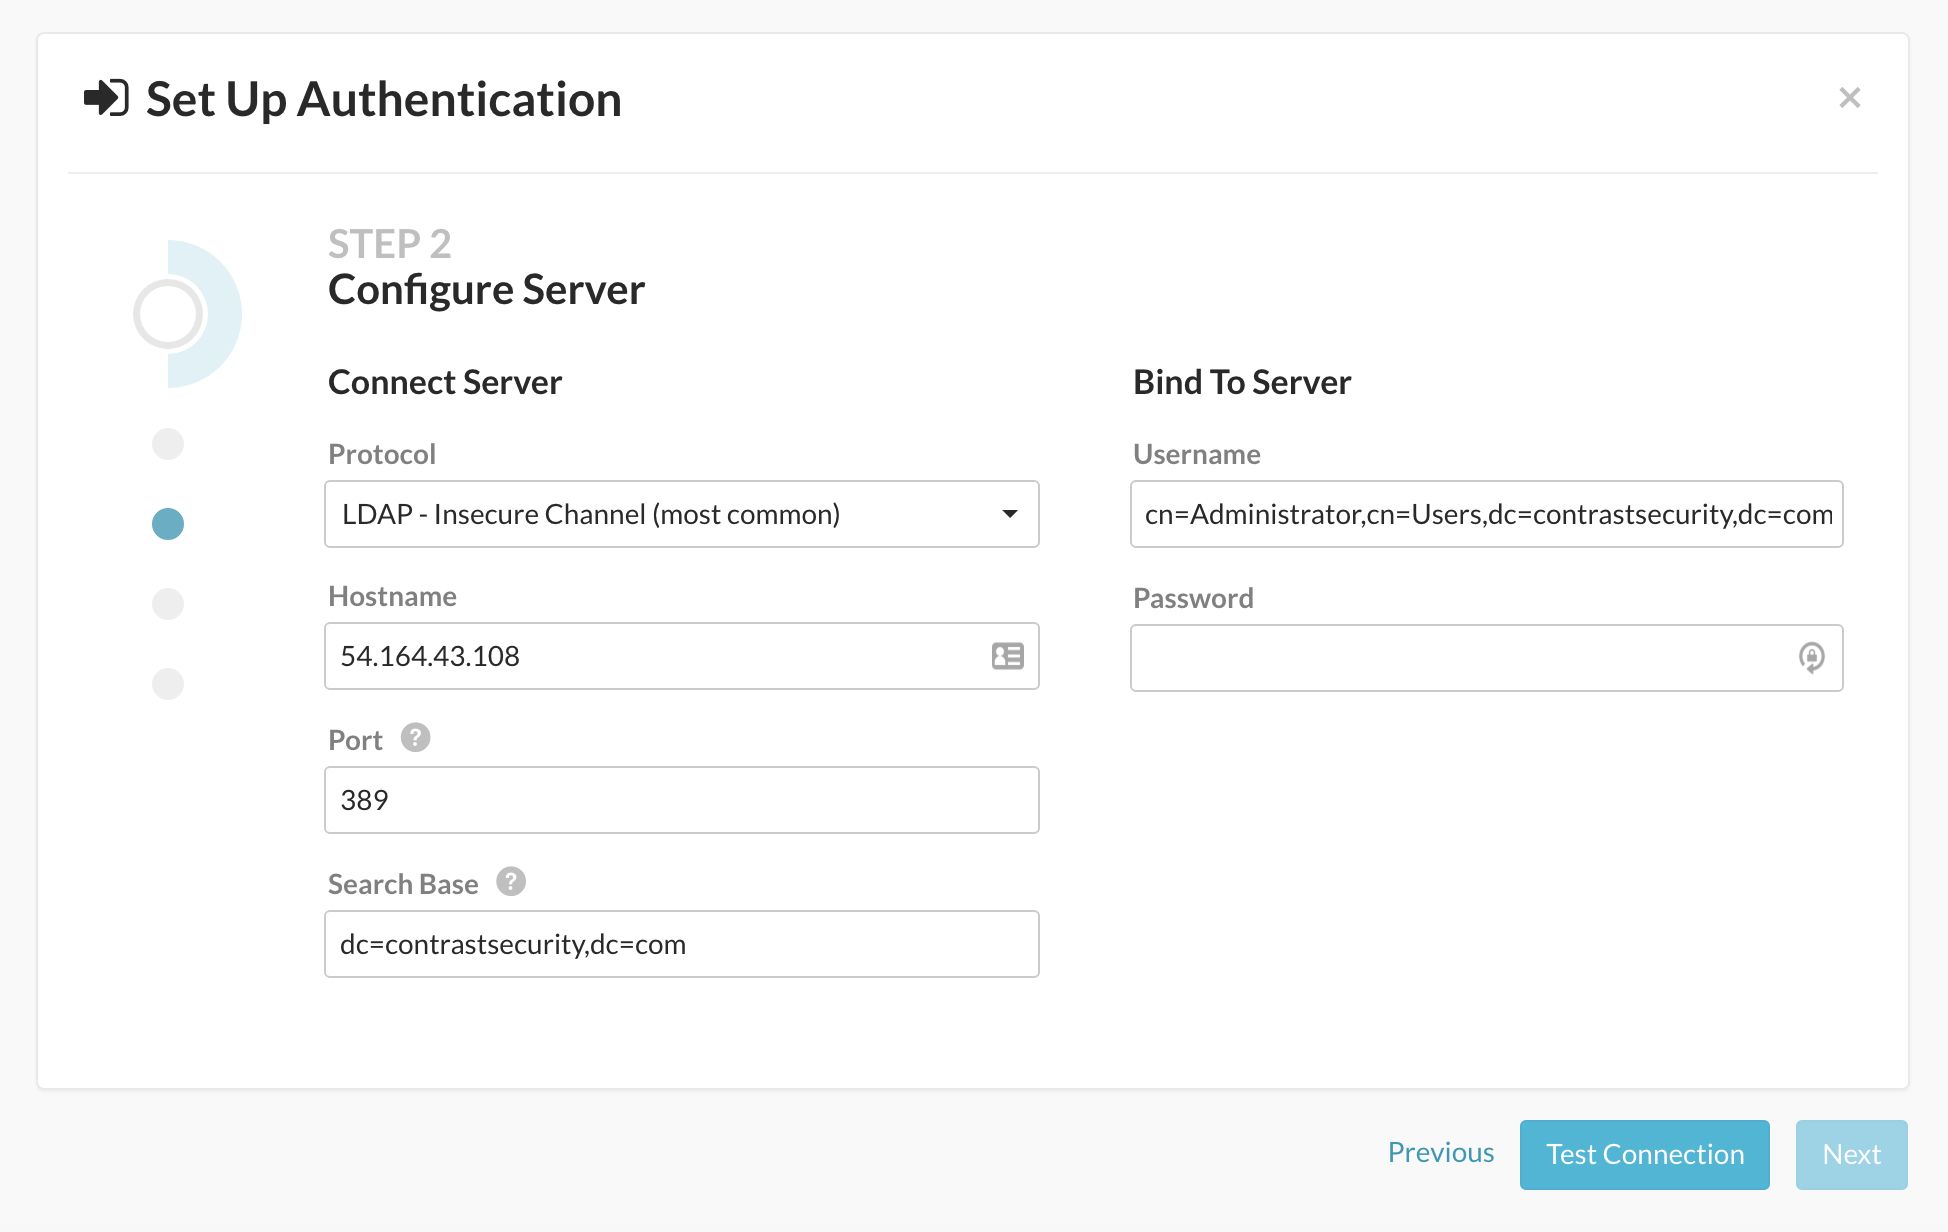 Set Up Authentication
STEP 2
Configure Server
Connect Server
Protocol
LDAP - Insecure Channel (most common)
Hostname
54.164.43.108
Port ?
389
Search Base ?
dc=contrastsecurity,dc=com
Bind To Server
Username
cn=Administrator,cn=Users,dc=contrastsecurity,dc=com
Password
Previous
Test Connection
Next